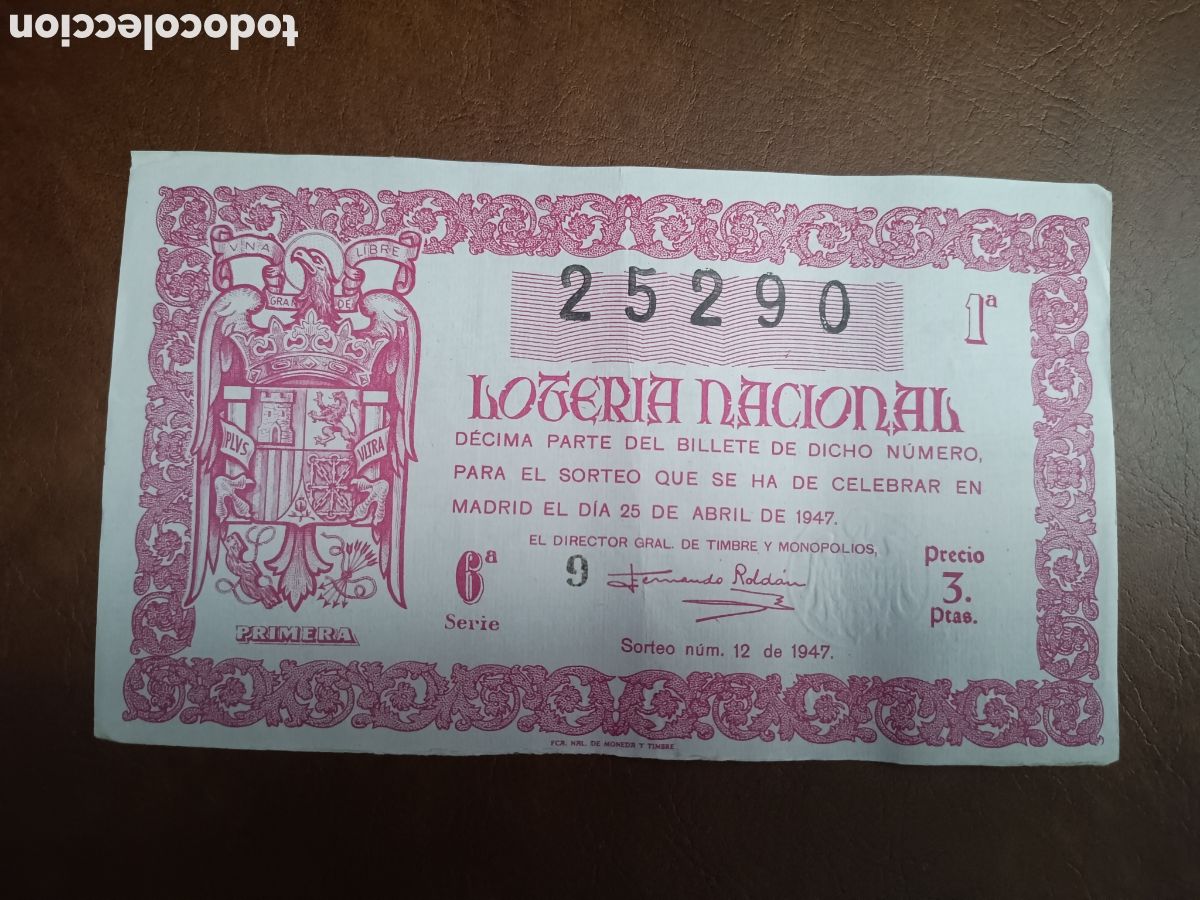 todocoleccion
VNA
LIBRE
GRANDE
25290
1ª
LOTERIA NACIONAL
DÉCIMA PARTE DEL BILLETE DE DICHO NÚMERO,
PARA EL SORTEO QUE SE HA DE CELEBRAR EN
MADRID EL DÍA 25 DE ABRIL DE 1947.
EL DIRECTOR GRAL. DE TIMBRE Y MONOPOLIOS,
PLVS
VLTRA
6ª
Serie
9
Fernando Roldán
Precio
3.
Ptas.
PRIMERA
Sorteo núm. 12 de 1947.
FCA. NAL. DE MONEDA Y TIMBRE